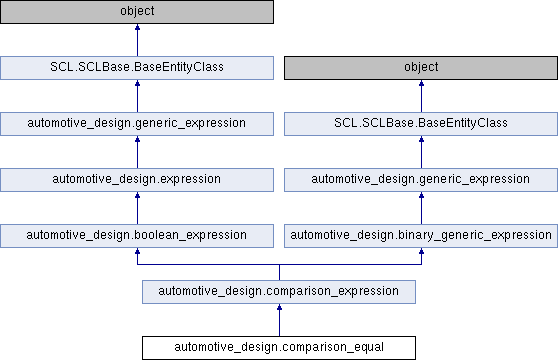 object
SCL.SCLBase.BaseEntityClass
object
automotive_design.generic_expression
SCL.SCLBase.BaseEntityClass
automotive_design.expression
automotive_design.generic_expression
automotive_design.boolean_expression
automotive_design.binary_generic_expression
automotive_design.comparison_expression
automotive_design.comparison_equal